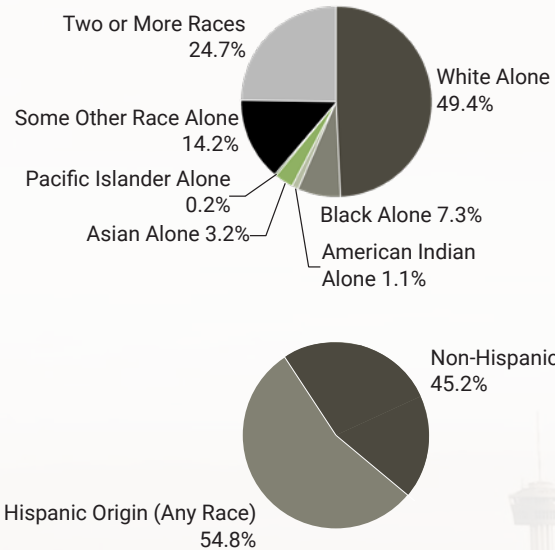 Two or More Races
24.7%
White Alone
49.4%
Some Other Race Alone
14.2%
Pacific Islander Alone
0.2%
Asian Alone 3.2%
Black Alone 7.3%
American Indian
Alone 1.1%
Non-Hispanic
45.2%
Hispanic Origin (Any Race)
54.8%